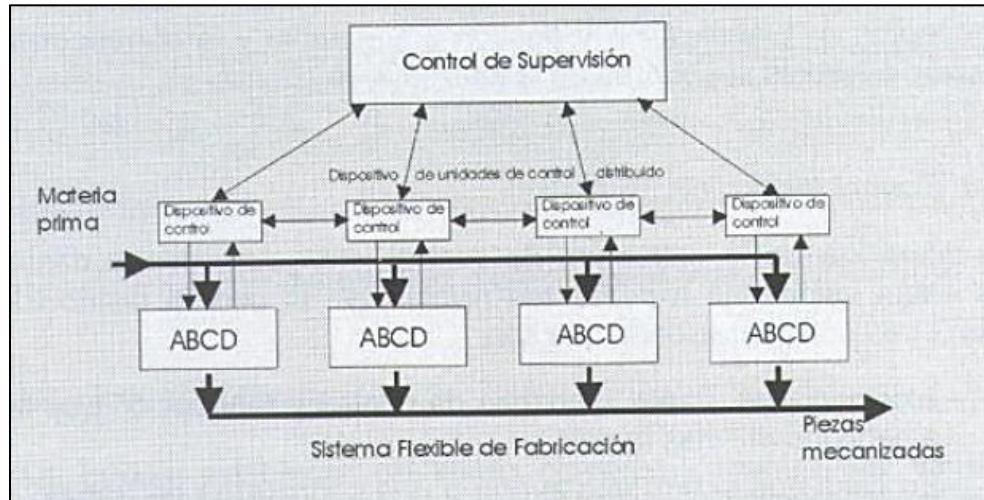 Control de Supervisión
Dispositivo de unidades de control distribuido
Materia
prima
Dispositivo de
control
Dispositivo de
control
Dispositivo de
control
Dispositivo de
control
ABCD
ABCD
ABCD
ABCD
Piezas
mecanizadas
Sistema Flexible de Fabricación